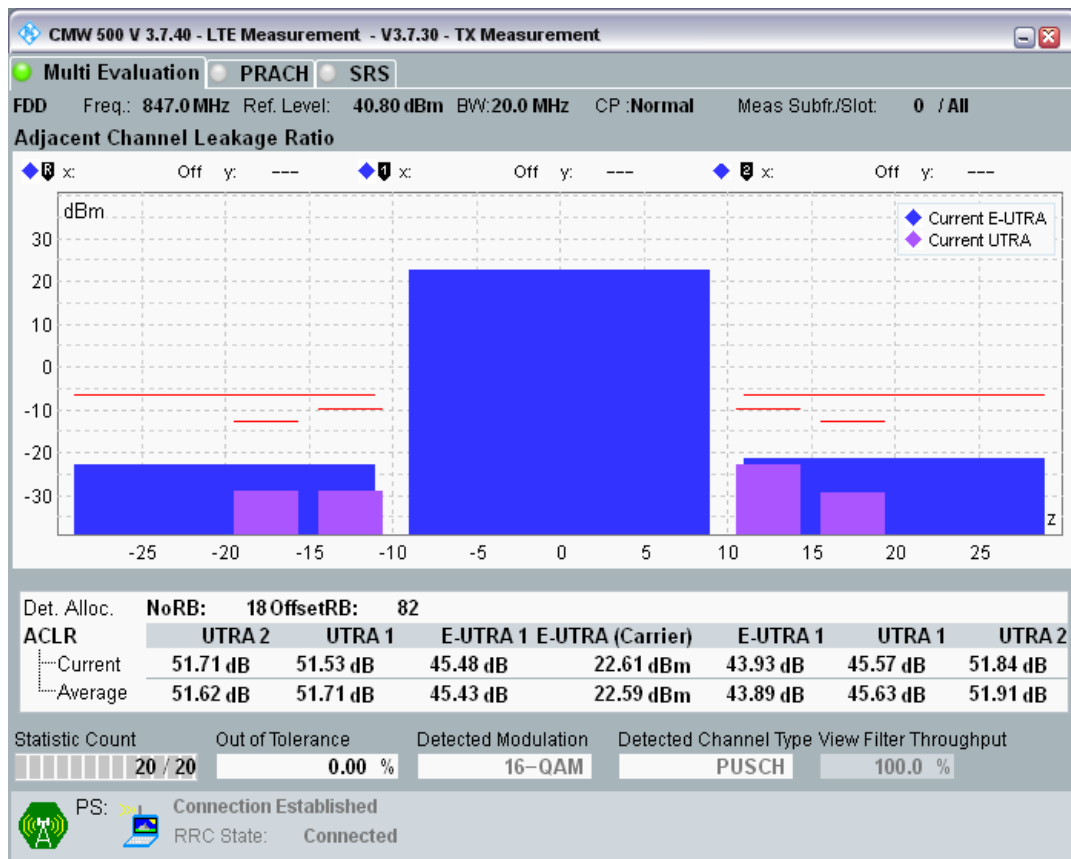 CMW 500 V 3.7.40 - LTE Measurement - V3.7.30 - TX Measurement
Multi Evaluation PRACH SRS
FDD Freq.: 847.0 MHz Ref. Level: 40.80 dBm BW: 20.0 MHz CP : Normal Meas Subfr./Slot: 0 / All
Adjacent Channel Leakage Ratio
R x: Off y: --- 1 x: Off y: --- 2 x: Off y: ---
dBm
Current E-UTRA
Current UTRA
30
20
10
0
-10
-20
-30
z
-25 -20 -15 -10 -5 0 5 10 15 20 25
Det. Alloc. NoRB: 18 OffsetRB: 82
ACLR UTRA 2 UTRA 1 E-UTRA 1 E-UTRA (Carrier) E-UTRA 1 UTRA 1 UTRA 2
Current 51.71 dB 51.53 dB 45.48 dB 22.61 dBm 43.93 dB 45.57 dB 51.84 dB
Average 51.62 dB 51.71 dB 45.43 dB 22.59 dBm 43.89 dB 45.63 dB 51.91 dB
Statistic Count Out of Tolerance Detected Modulation Detected Channel Type View Filter Throughput
20 / 20 0.00 % 16-QAM PUSCH 100.0 %
PS: Connection Established
RRC State: Connected